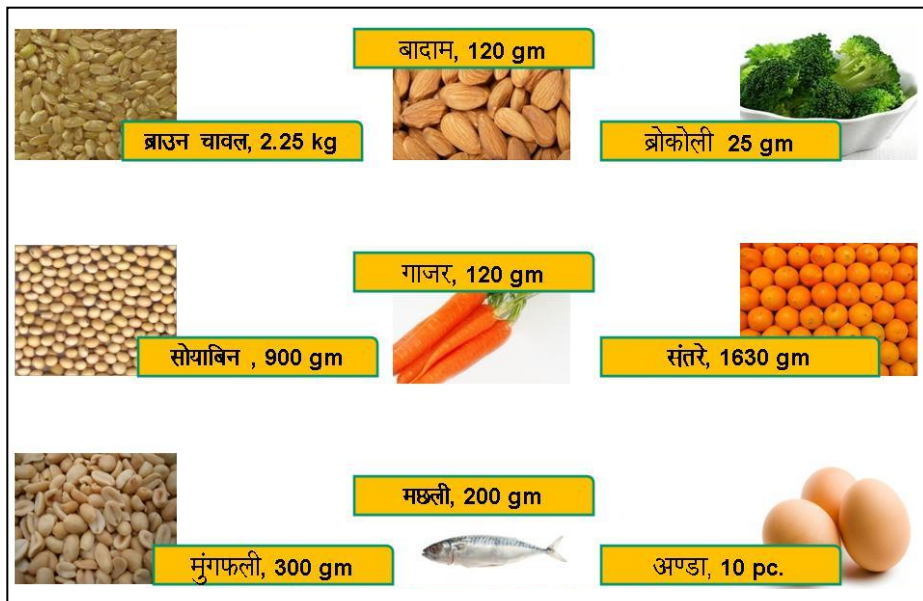 बादाम, 120 gm
ब्राउन चावल, 2.25 kg
ब्रोकोली 25 gm
गाजर, 120 gm
सोयाबिन , 900 gm
संतरे, 1630 gm
मछली, 200 gm
मुंगफली, 300 gm
अण्डा, 10 pc.